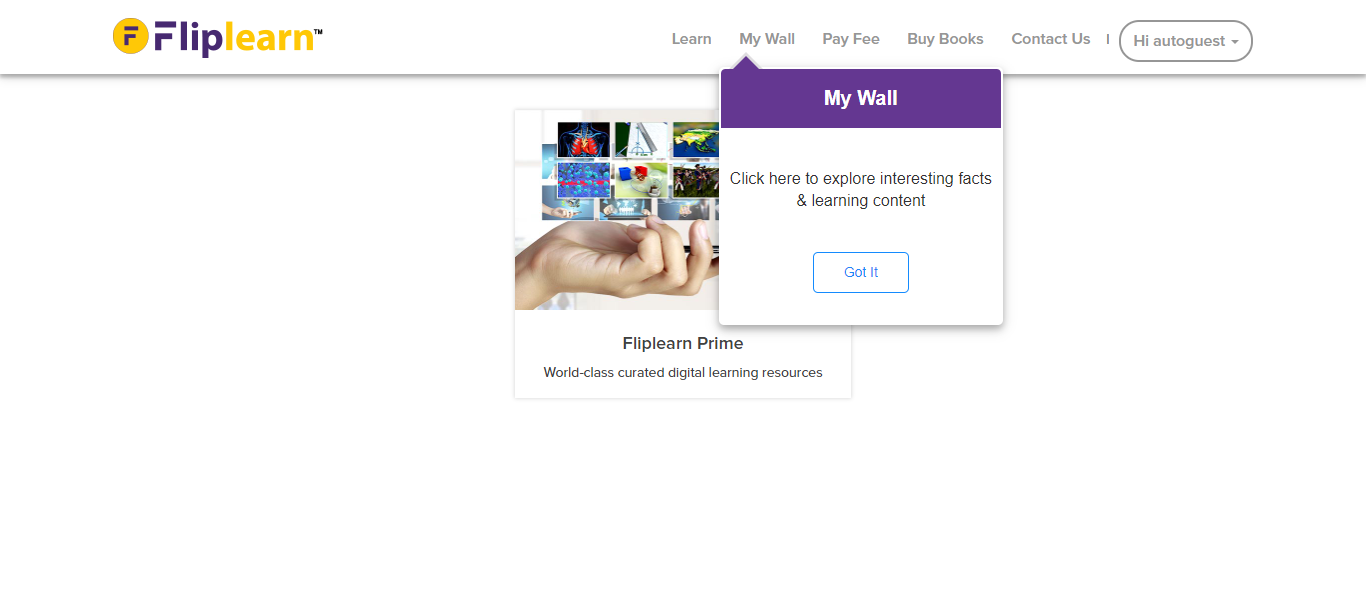 F Fliplearn™
Learn My Wall Pay Fee Buy Books Contact Us | Hi autoguest
My Wall
Click here to explore interesting facts
& learning content
Got It
Fliplearn Prime
World-class curated digital learning resources